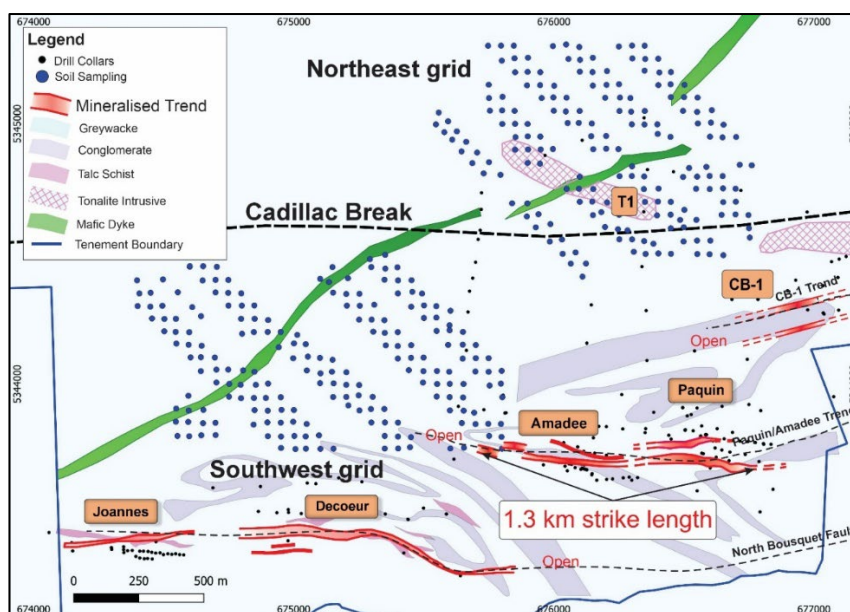 674000
675000
676000
677000
Legend
Drill Collars
Soil Sampling
Mineralised Trend
Greywacke
Conglomerate
Talc Schist
Tonalite Intrusive
Mafic Dyke
Tenement Boundary
Northeast grid
5345000
T1
Cadillac Break
CB-1
CB-1 Trend
Open
5344000
5344000
Paquin
Amadee
Paquin/Amadee Trend
Open
Southwest grid
1.3 km strike length
Joannes
Decoeur
North Bousquet Faul
Open
0 250 500 m
674000
675000
676000
677000